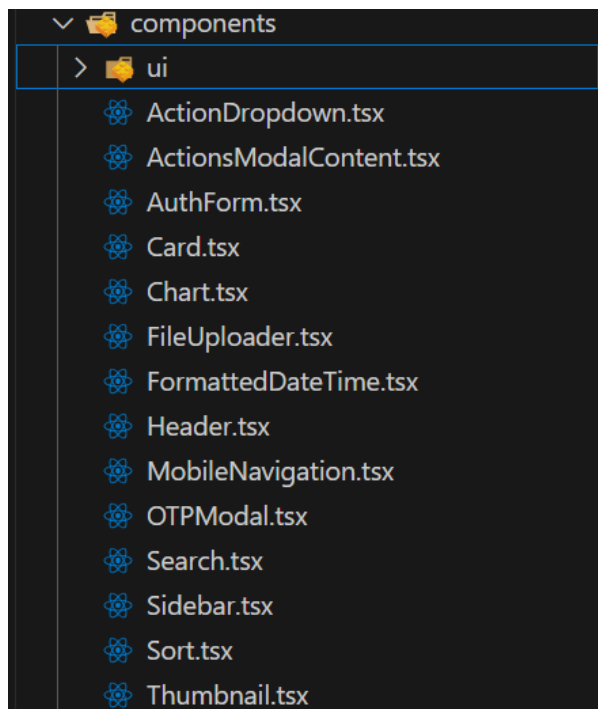 components
ui
ActionDropdown.tsx
ActionsModalContent.tsx
AuthForm.tsx
Card.tsx
Chart.tsx
FileUploader.tsx
FormattedDateTime.tsx
Header.tsx
MobileNavigation.tsx
OTPModal.tsx
Search.tsx
Sidebar.tsx
Sort.tsx
Thumbnail.tsx